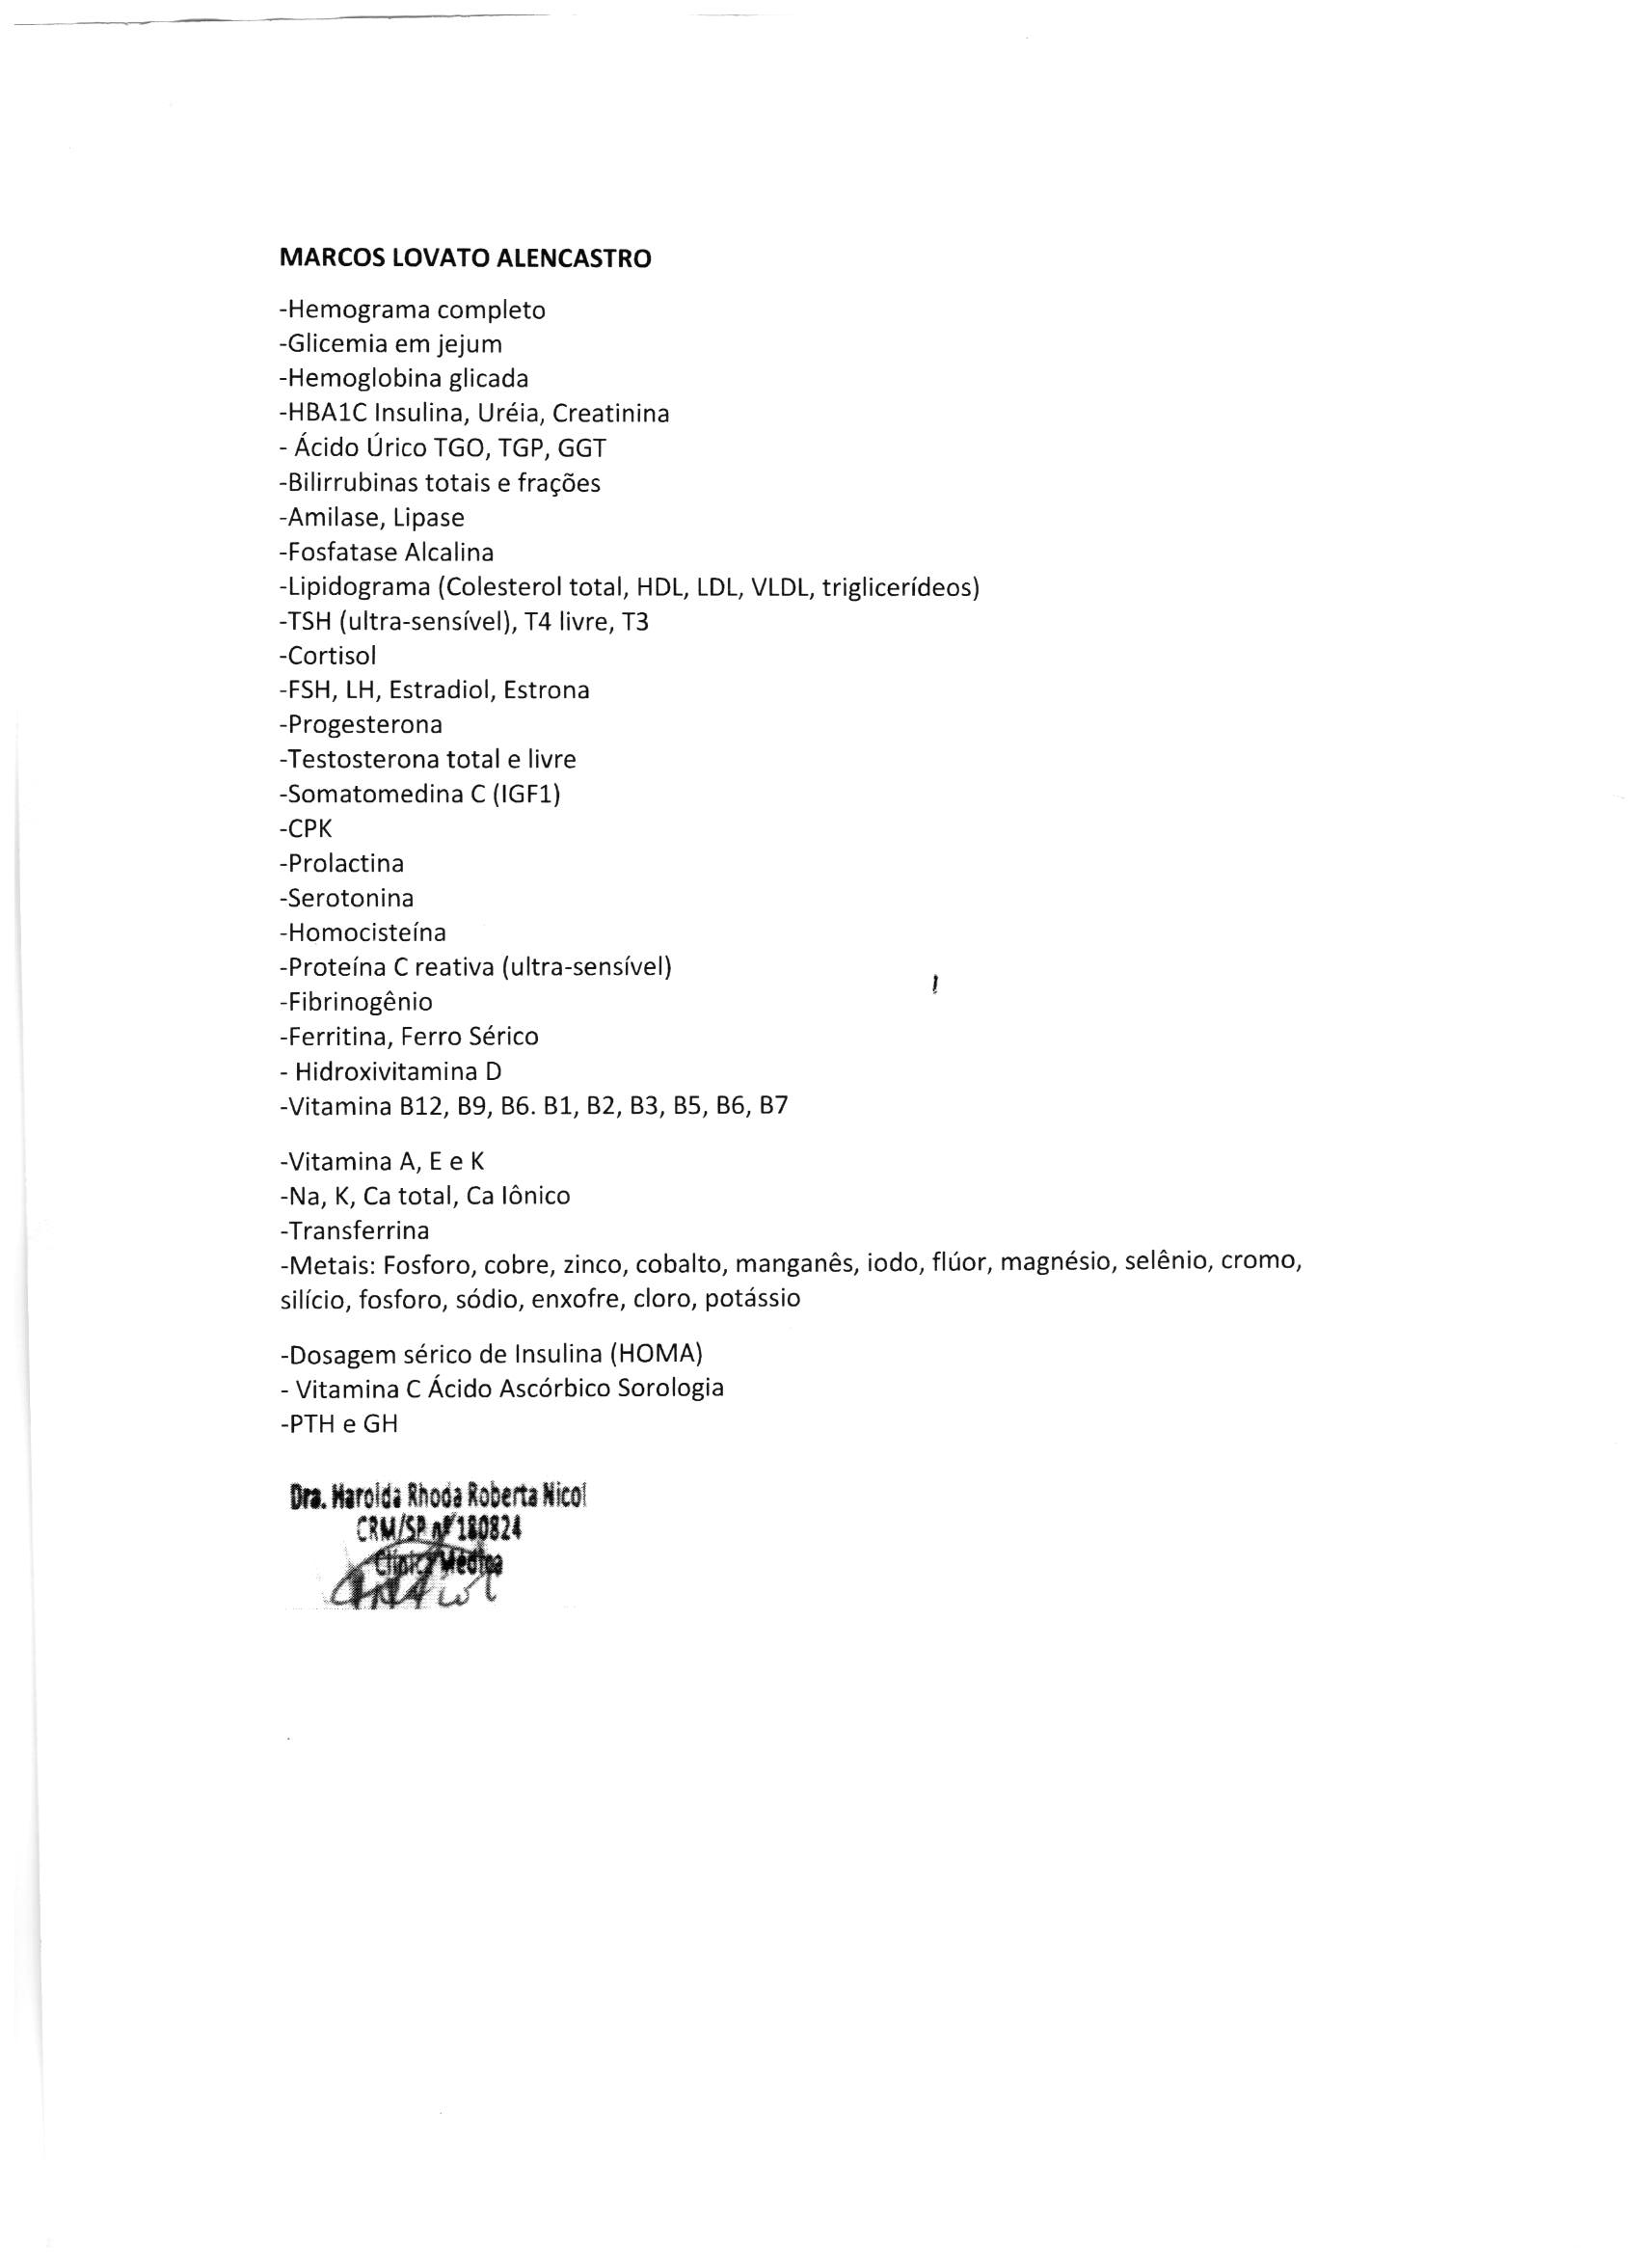 MARCOS LOVATO ALENCASTRO
-Hemograma completo
-Glicemia em jejum
-Hemoglobina glicada
-HBA1C Insulina, Uréia, Creatinina
- Ácido Úrico TGO, TGP, GGT
-Bilirrubinas totais e frações
-Amilase, Lipase
-Fosfatase Alcalina
-Lipidograma (Colesterol total, HDL, LDL, VLDL, triglicerídeos)
-TSH (ultra-sensível), T4 livre, T3
-Cortisol
-FSH, LH, Estradiol, Estrona
-Progesterona
-Testosterona total e livre
-Somatomedina C (IGF1)
-CPK
-Prolactina
-Serotonina
-Homocisteína
-Proteína C reativa (ultra-sensível)
-Fibrinogênio
-Ferritina, Ferro Sérico
- Hidroxivitamina D
-Vitamina B12, B9, B6. B1, B2, B3, B5, B6, B7
-Vitamina A, E e K
-Na, K, Ca total, Ca Iônico
-Transferrina
-Metais: Fosforo, cobre, zinco, cobalto, manganês, iodo, flúor, magnésio, selênio, cromo,
silício, fosforo, sódio, enxofre, cloro, potássio
-Dosagem sérico de Insulina (HOMA)
- Vitamina C Ácido Ascórbico Sorologia
-PTH e GH
Dra. Harolda Rhoda Roberta Nicol
CRM/SP nº 180824
Clínica Médica